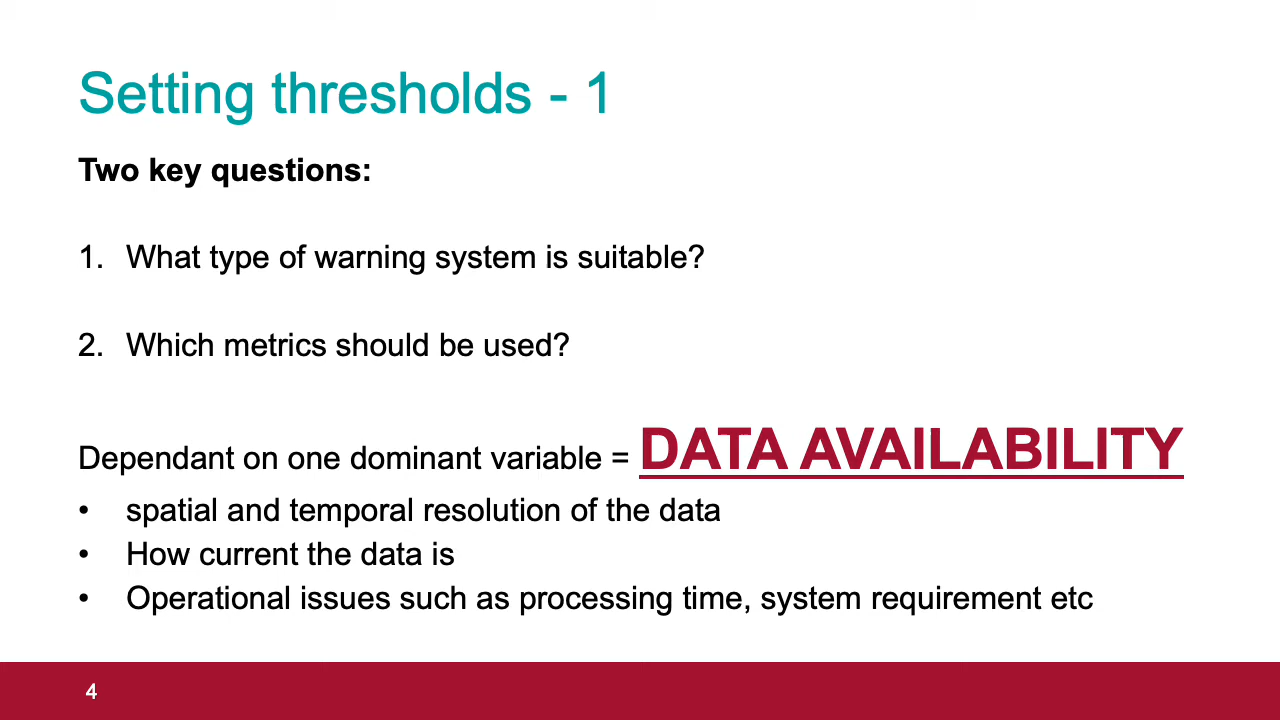 Setting thresholds - 1
Two key questions:
1. What type of warning system is suitable?
2. Which metrics should be used?
Dependant on one dominant variable = DATA AVAILABILITY
• spatial and temporal resolution of the data
• How current the data is
• Operational issues such as processing time, system requirement etc
4